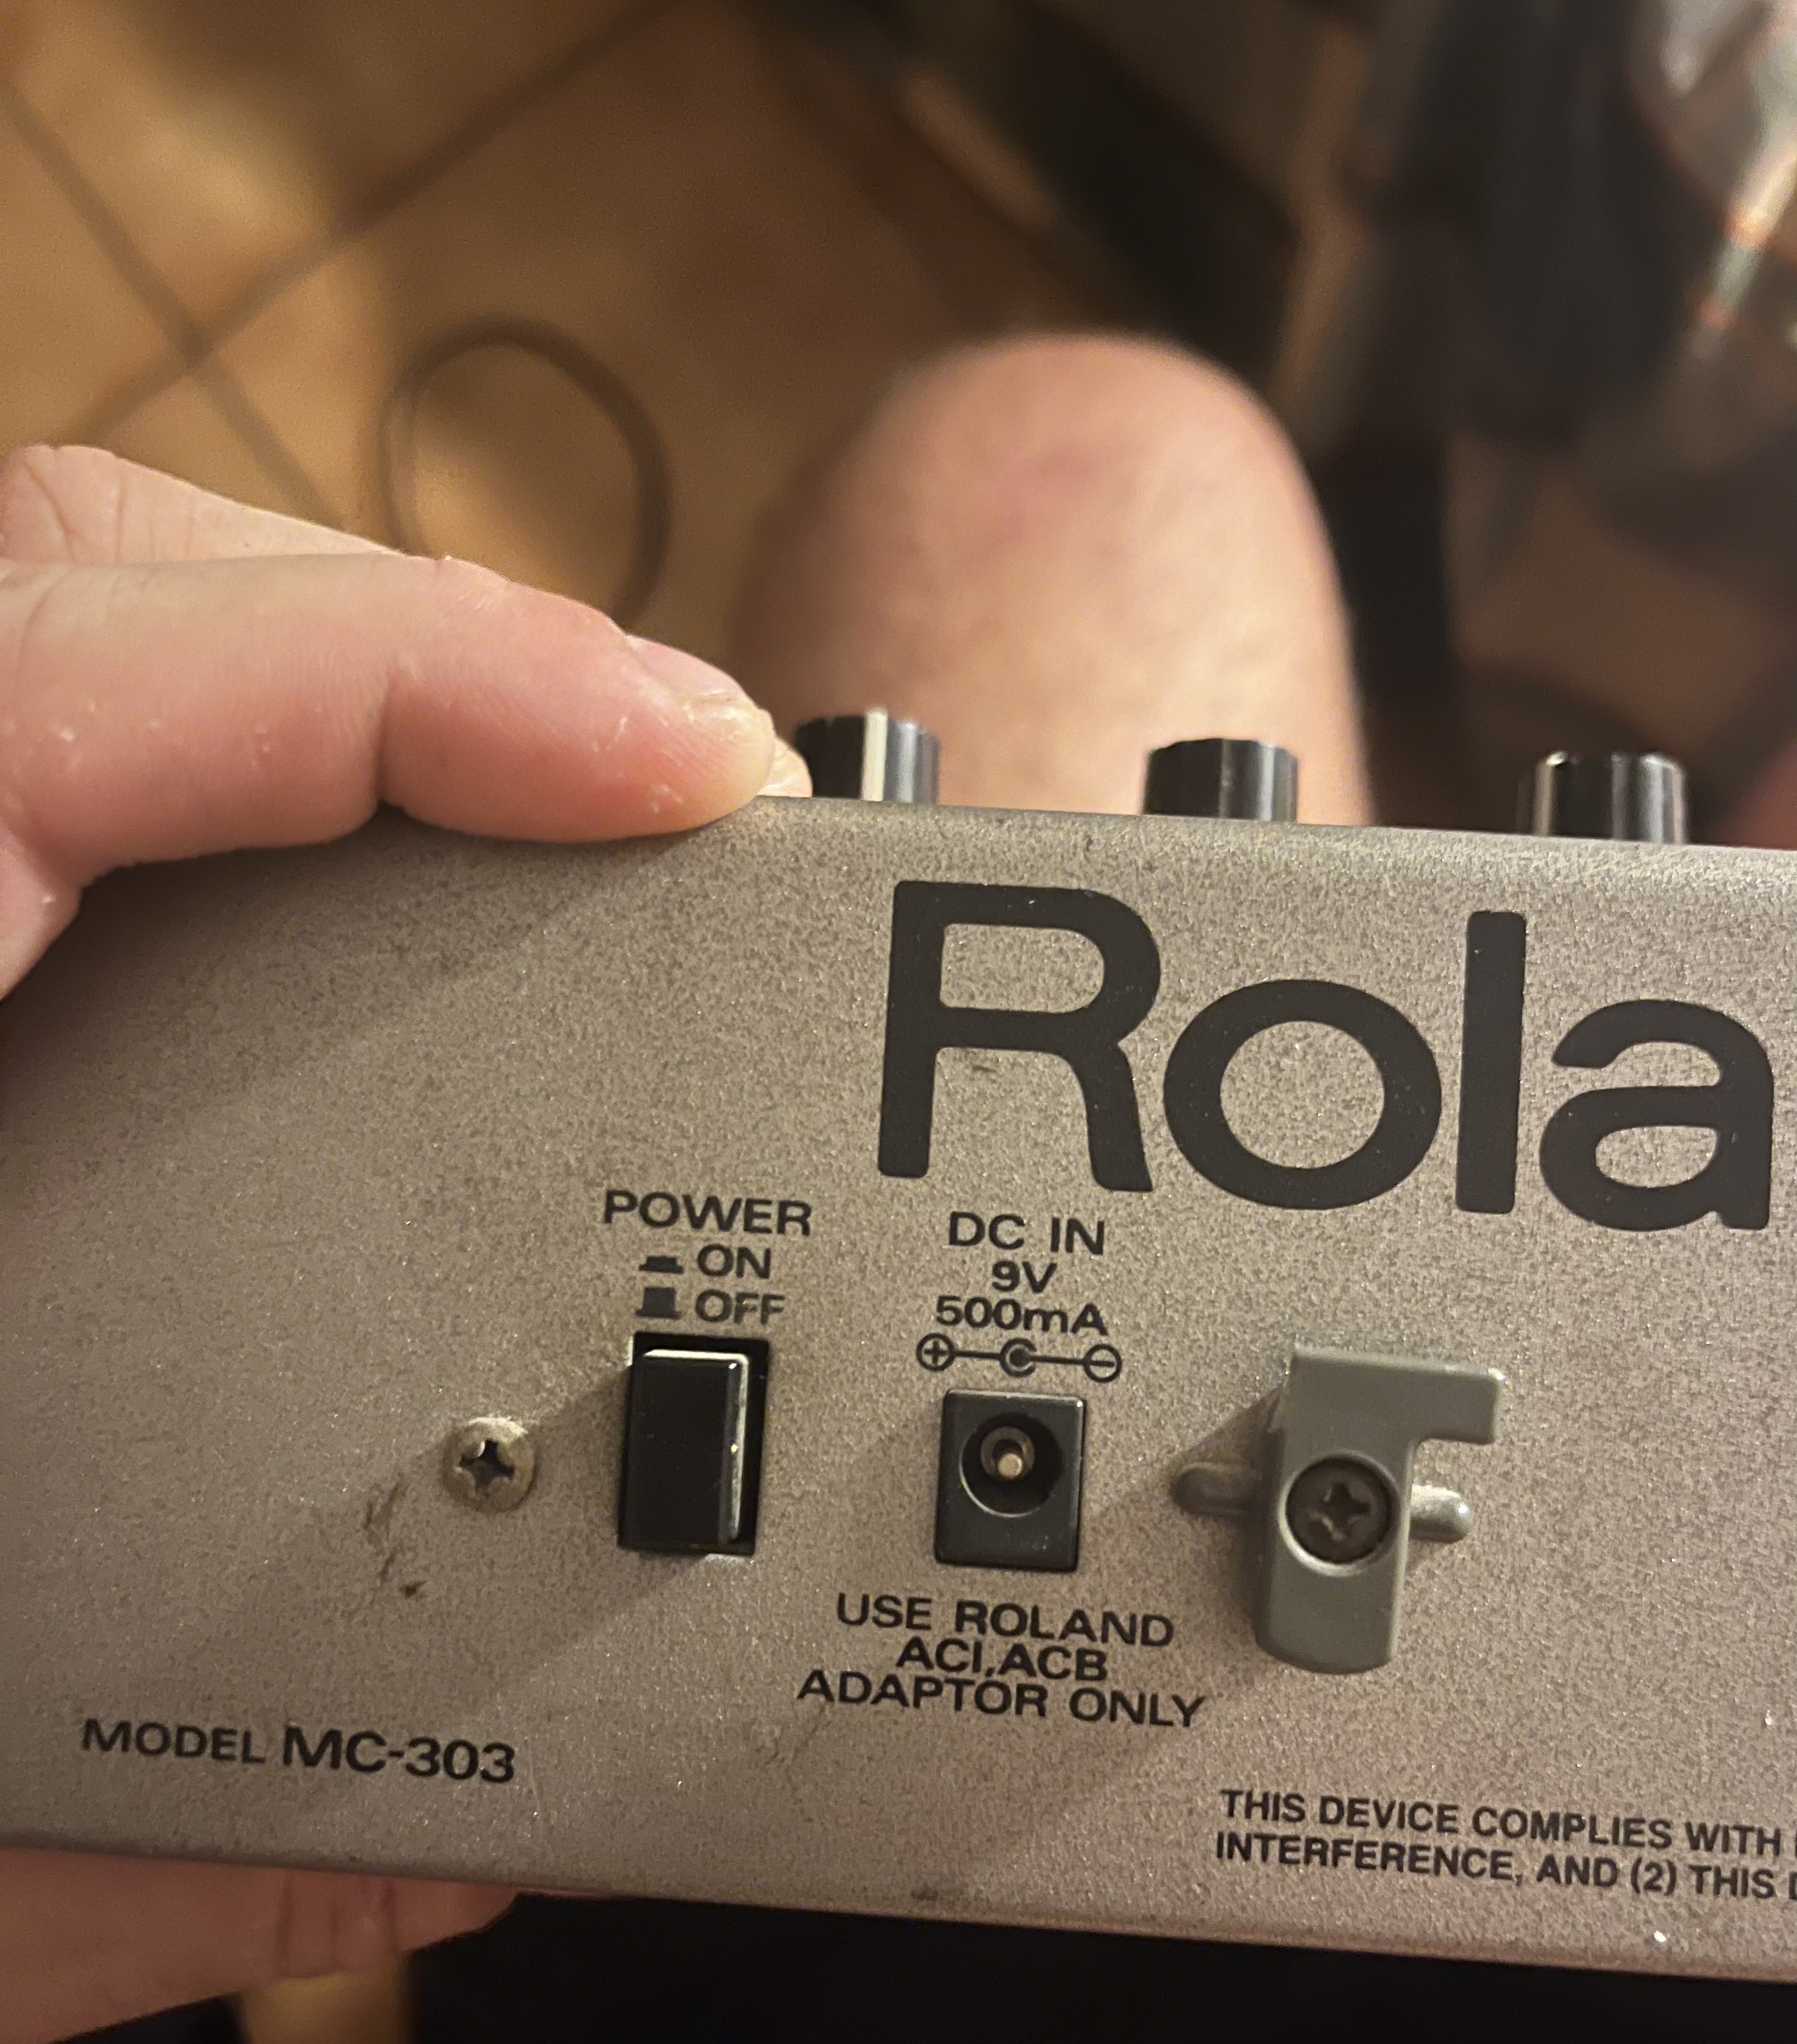 Rola
POWER
ON
OFF
DC IN
9V
500mA
USE ROLAND
ACI,ACB
ADAPTOR ONLY
MODEL MC-303
THIS DEVICE COMPLIES WITH
INTERFERENCE, AND (2) THIS